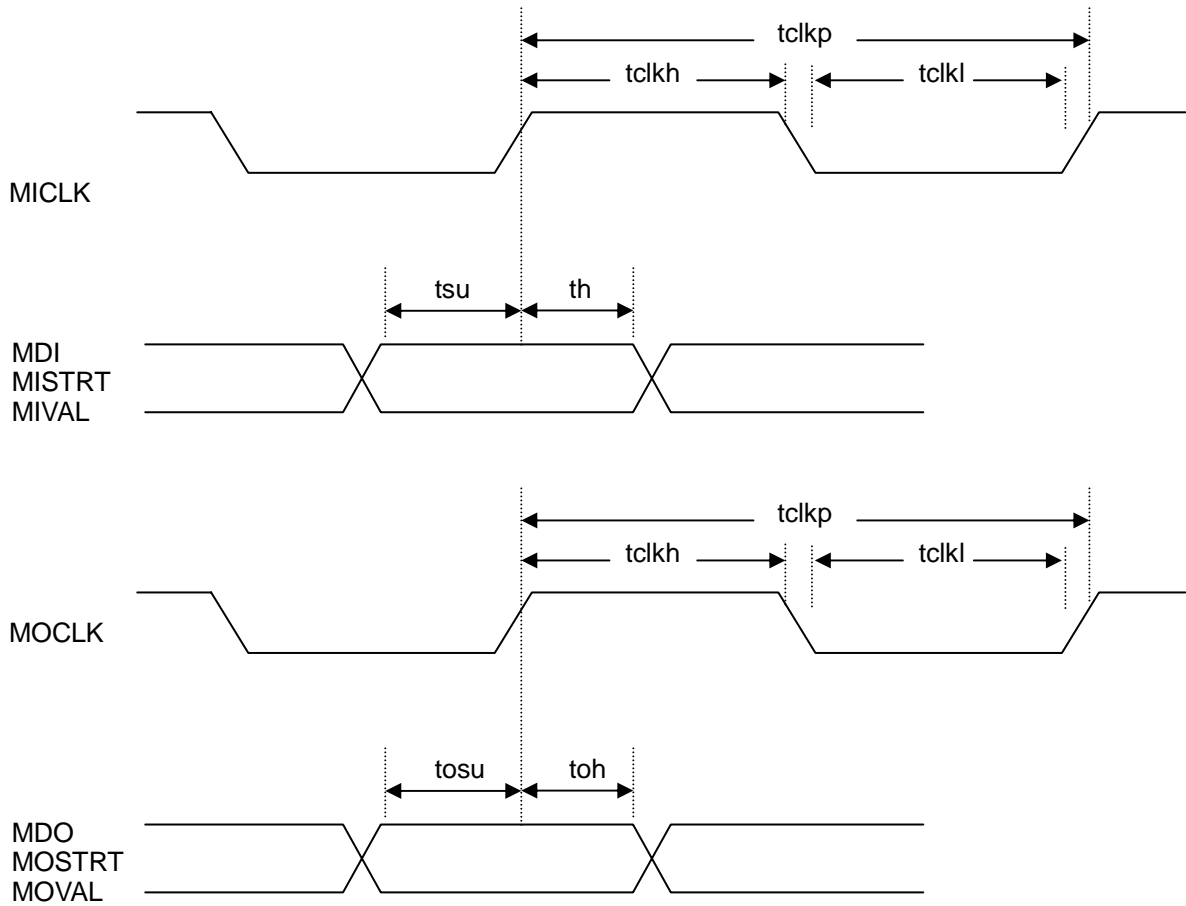 tclkp
tclkh
tclkl
MICLK
tsu
th
MDI
MISTRT
MIVAL
tclkp
tclkh
tclkl
MOCLK
tosu
toh
MDO
MOSTRT
MOVAL